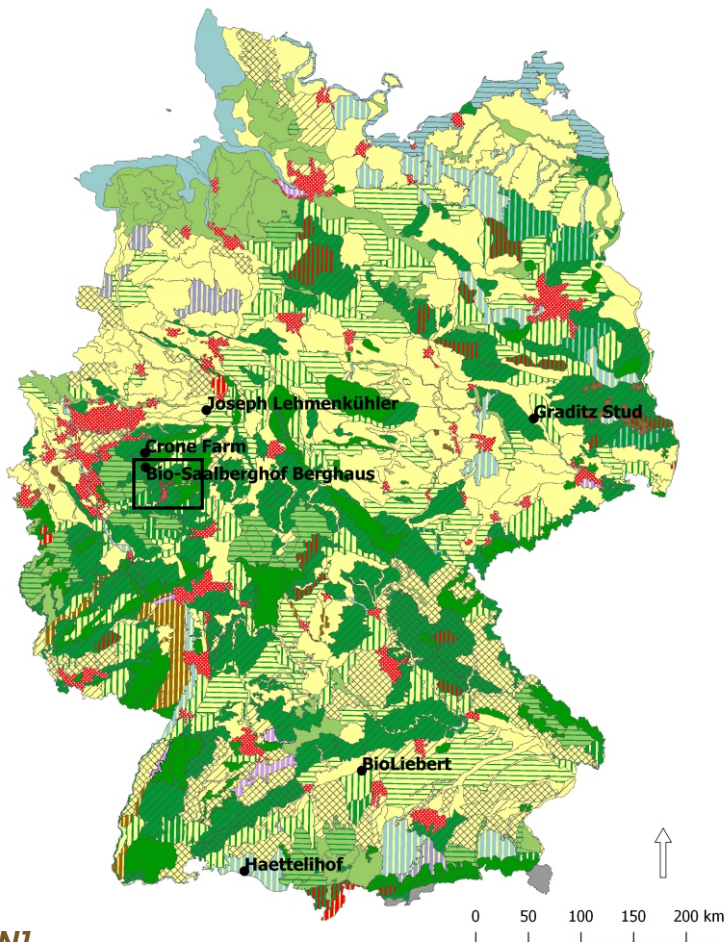 Joseph Lehmenkühler
Graditz Stud
Crone Farm
Bio-Saalberghof Berghaus
BioLiebert
Haettelihof
0 50 100 150 200 km